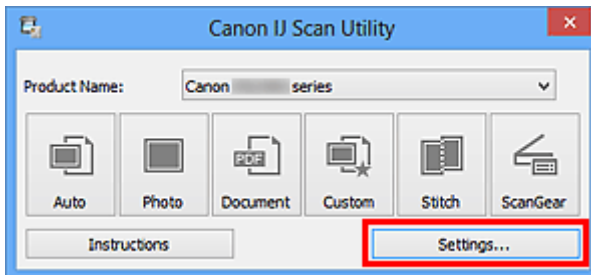 Canon IJ Scan Utility
Product Name: Canon series
PDF
Auto Photo Document Custom Stitch ScanGear
Instructions Settings...